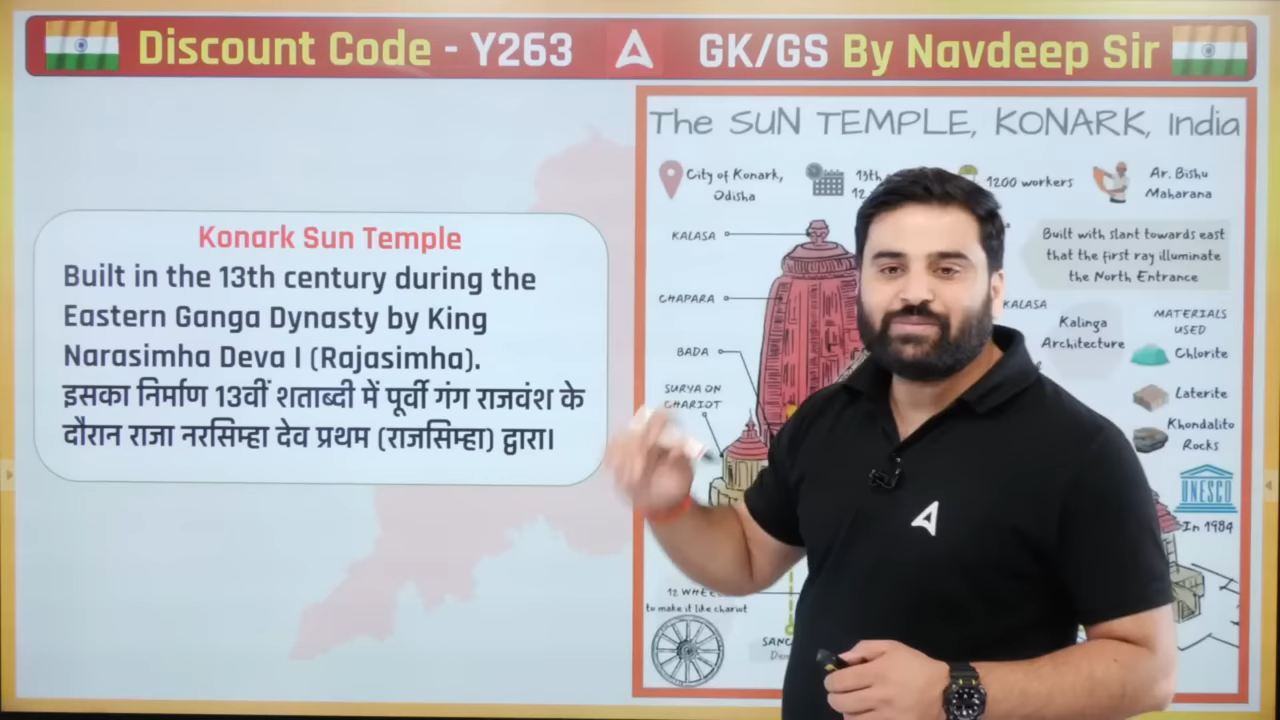 Discount Code - Y263
GK/GS By Navdeep Sir
Konark Sun Temple
Built in the 13th century during the
Eastern Ganga Dynasty by King
Narasimha Deva I (Rajasimha).
इसका निर्माण 13वीं शताब्दी में पूर्वी गंग राजवंश के
दौरान राजा नरसिम्हा देव प्रथम (राजसिम्हा) द्वारा।
The SUN TEMPLE, KONARK, India
City of Konark,
Odisha
13th
12
1200 workers
Ar. Bishu
Maharana
KALASA
CHAPARA
BADA
SURYA ON
CHARIOT
Built with slant towards east
that the first ray illuminate
the North Entrance
KALASA
Kalinga
Architecture
MATERIALS
USED
Chlorite
Laterite
Khondalito
Rocks
UNESCO
In 1984
12
to make it like chariot